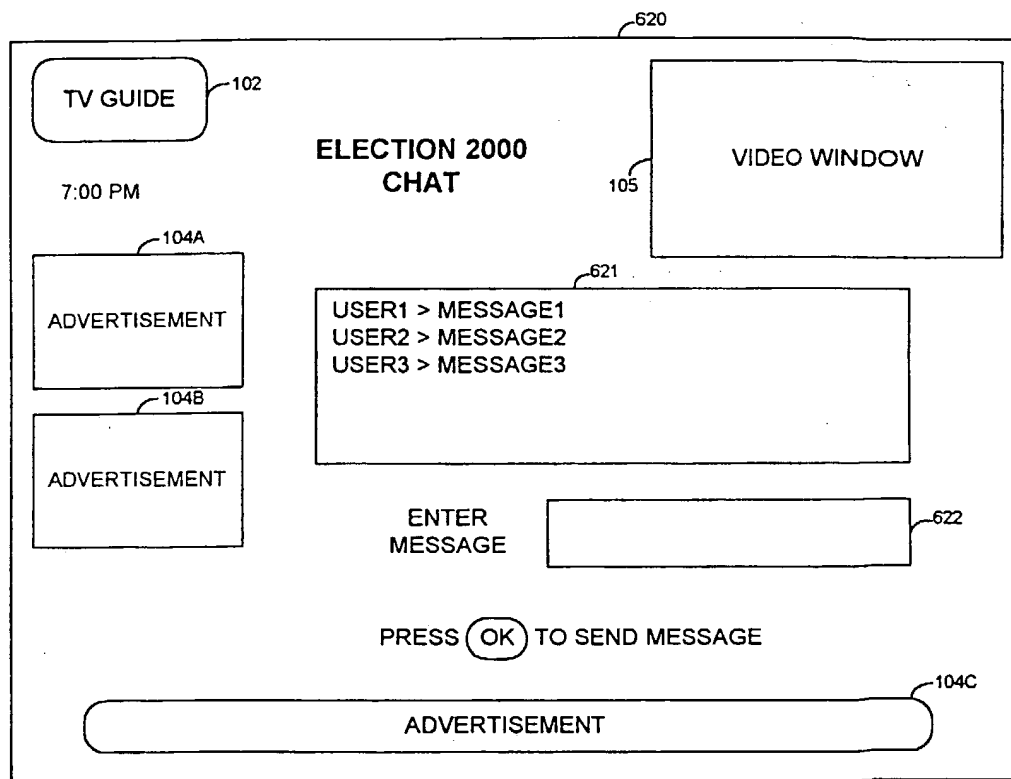 620
TV GUIDE
102
ELECTION 2000
CHAT
VIDEO WINDOW
105
7:00 PM
104A
ADVERTISEMENT
621
USER1 > MESSAGE1
USER2 > MESSAGE2
USER3 > MESSAGE3
104B
ADVERTISEMENT
ENTER
MESSAGE
622
PRESS OK TO SEND MESSAGE
104C
ADVERTISEMENT